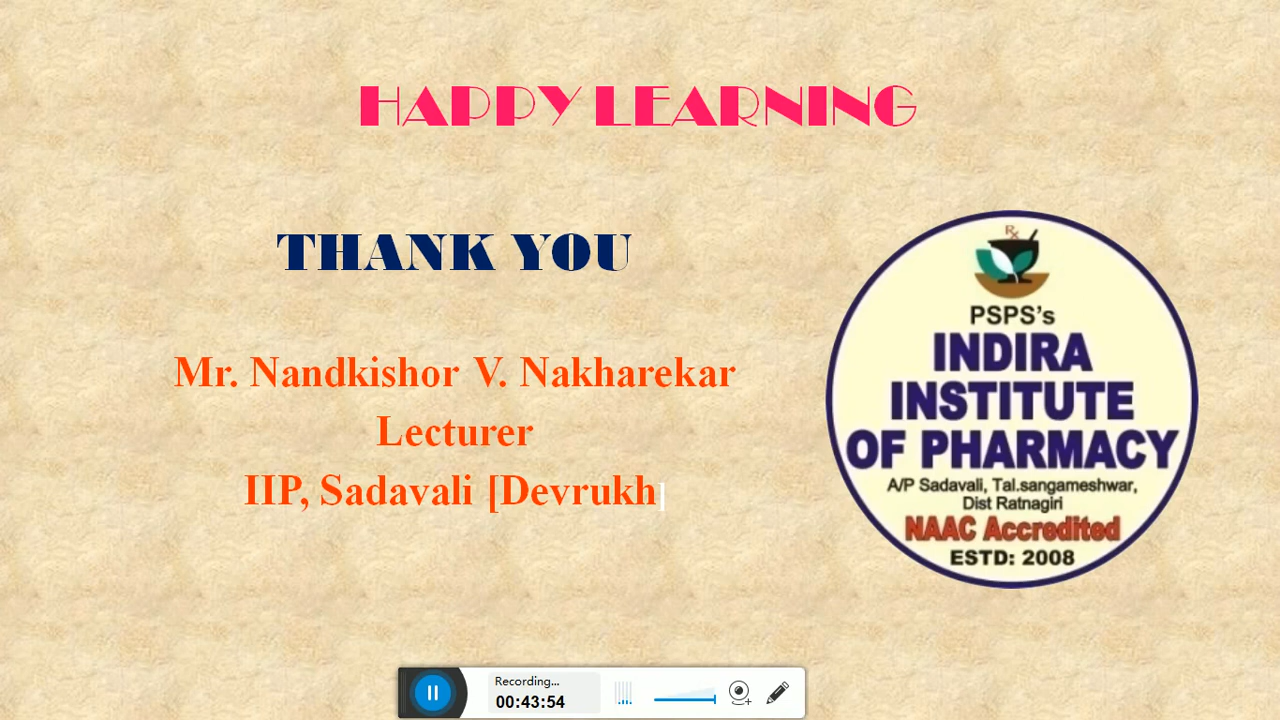 HAPPY LEARNING
THANK YOU
Mr. Nandkishor V. Nakharekar
Lecturer
IIP, Sadavali [Devrukh]
Rx
PSPS's
INDIRA
INSTITUTE
OF PHARMACY
A/P Sadavali, Tal.sangameshwar,
Dist Ratnagiri
NAAC Accredited
ESTD: 2008
Recording...
00:43:54